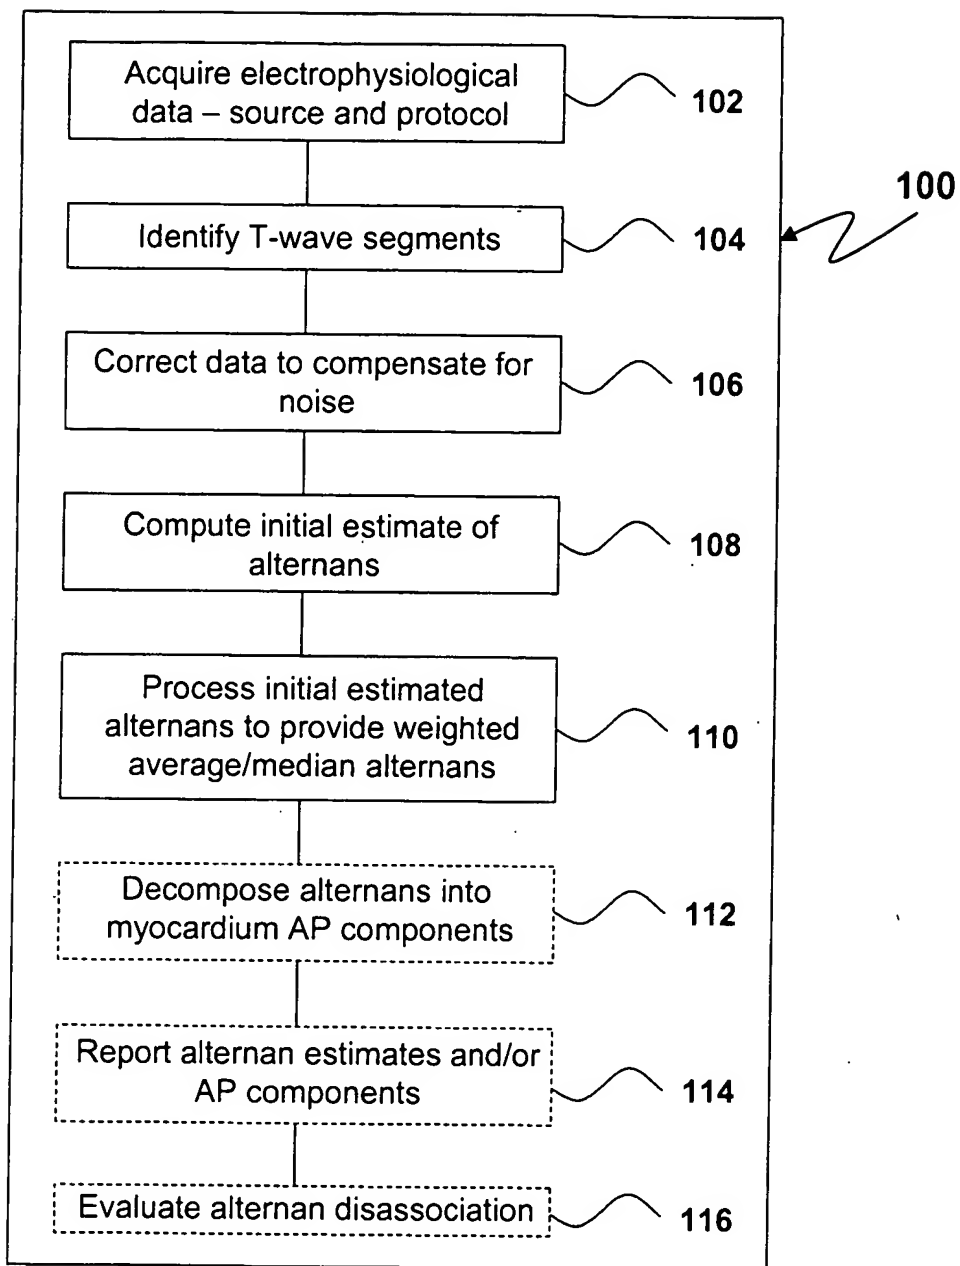 Acquire electrophysiological
data – source and protocol
102
100
Identify T-wave segments
104
Correct data to compensate for
noise
106
Compute initial estimate of
alternans
108
Process initial estimated
alternans to provide weighted
average/median alternans
110
Decompose alternans into
myocardium AP components
112
Report alternan estimates and/or
AP components
114
Evaluate alternan disassociation
116